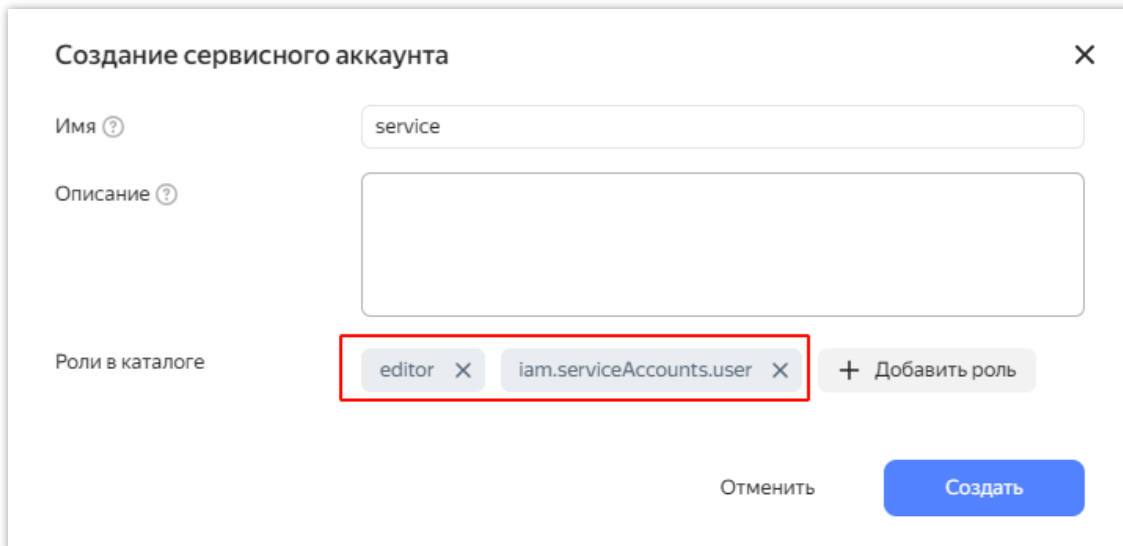 Создание сервисного аккаунта
Имя
service
Описание
Роли в каталоге
editor iam.serviceAccounts.user + Добавить роль
Отменить Создать